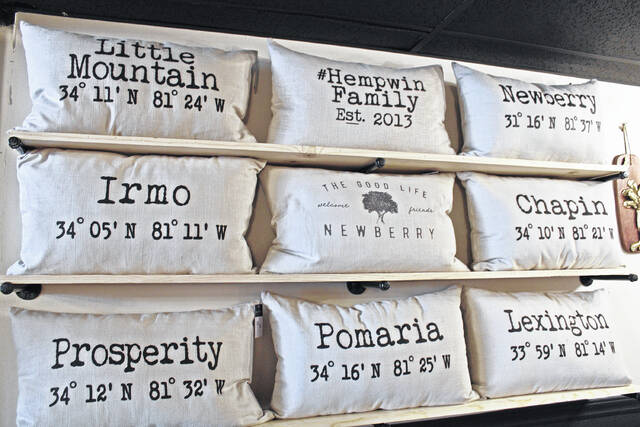 Little
Mountain
34° 11' N 81° 24' W
#Hempwin
Family
Est. 2013
Newberry
31° 16' N 81° 37' W
Irmo
34° 05' N 81° 11' W
THE GOOD LIFE
welcome friends
NEWBERRY
Chapin
34° 10' N 81° 21' W
Prosperity
34° 12' N 81° 32' W
Pomaria
34° 16' N 81° 25' W
Lexington
33° 59' N 81° 14' W